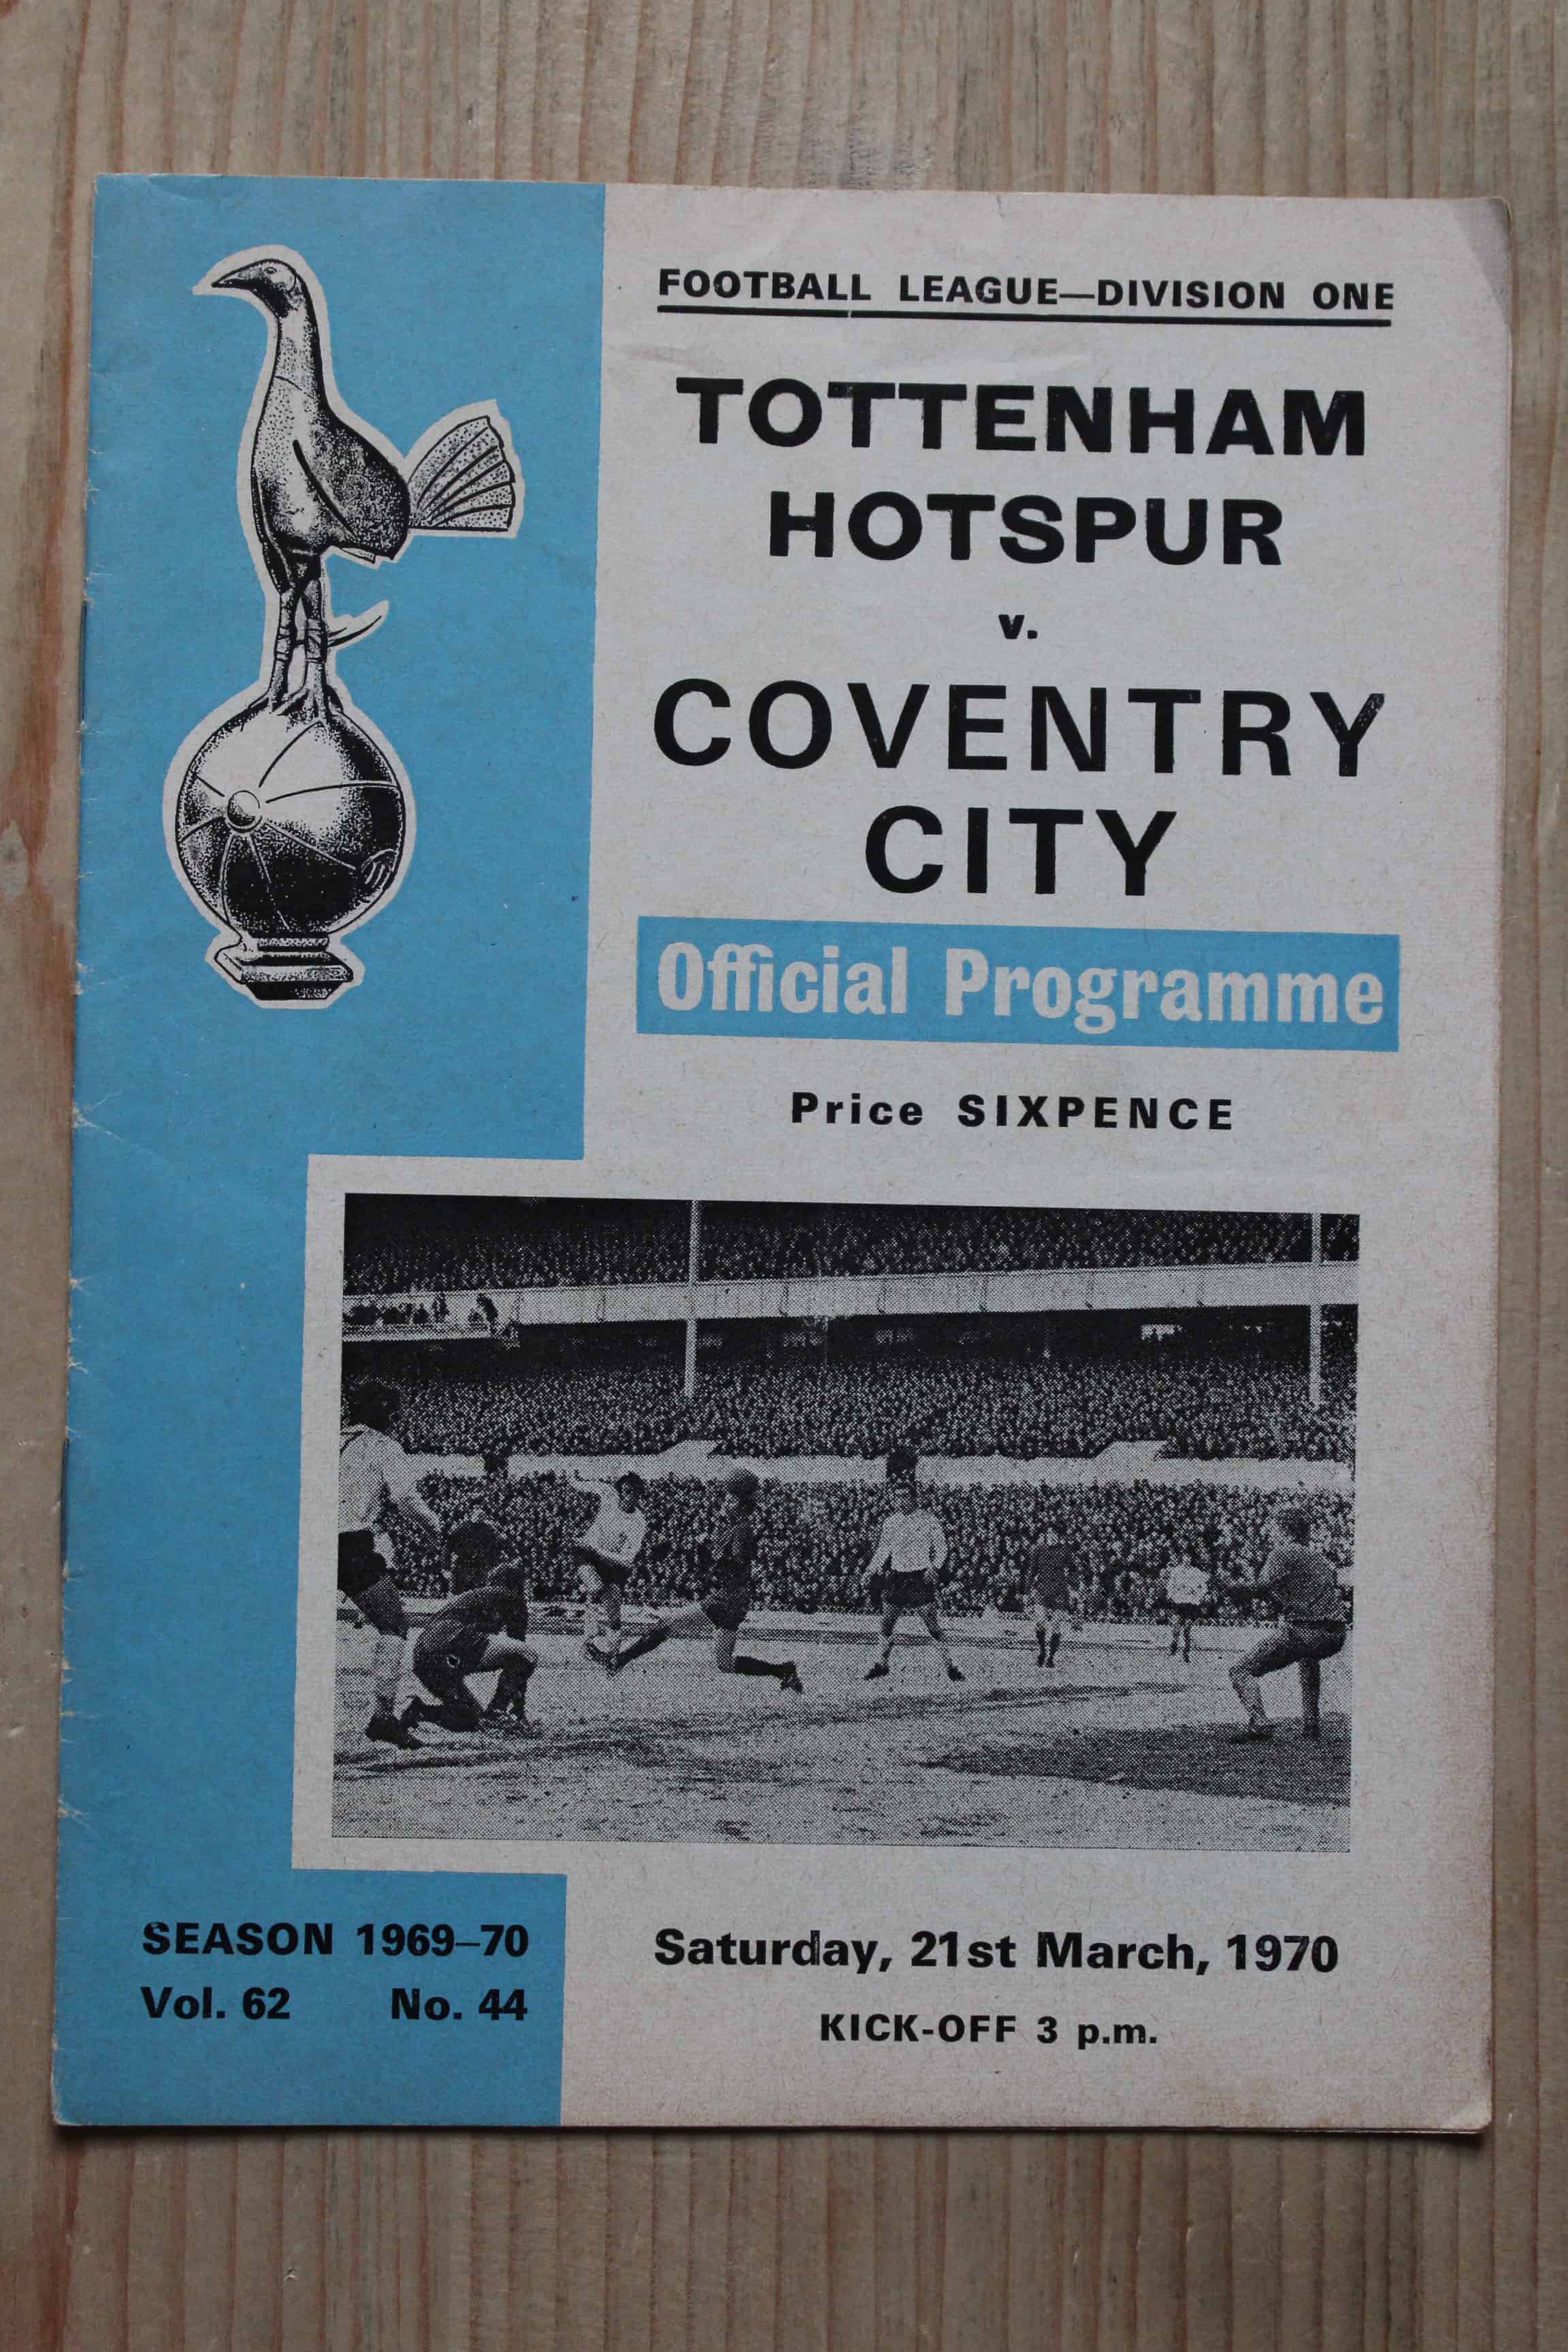 FOOTBALL LEAGUE—DIVISION ONE
TOTTENHAM
HOTSPUR
v.
COVENTRY
CITY
Official Programme
Price SIXPENCE
SEASON 1969–70
Vol. 62 No. 44
Saturday, 21st March, 1970
KICK-OFF 3 p.m.